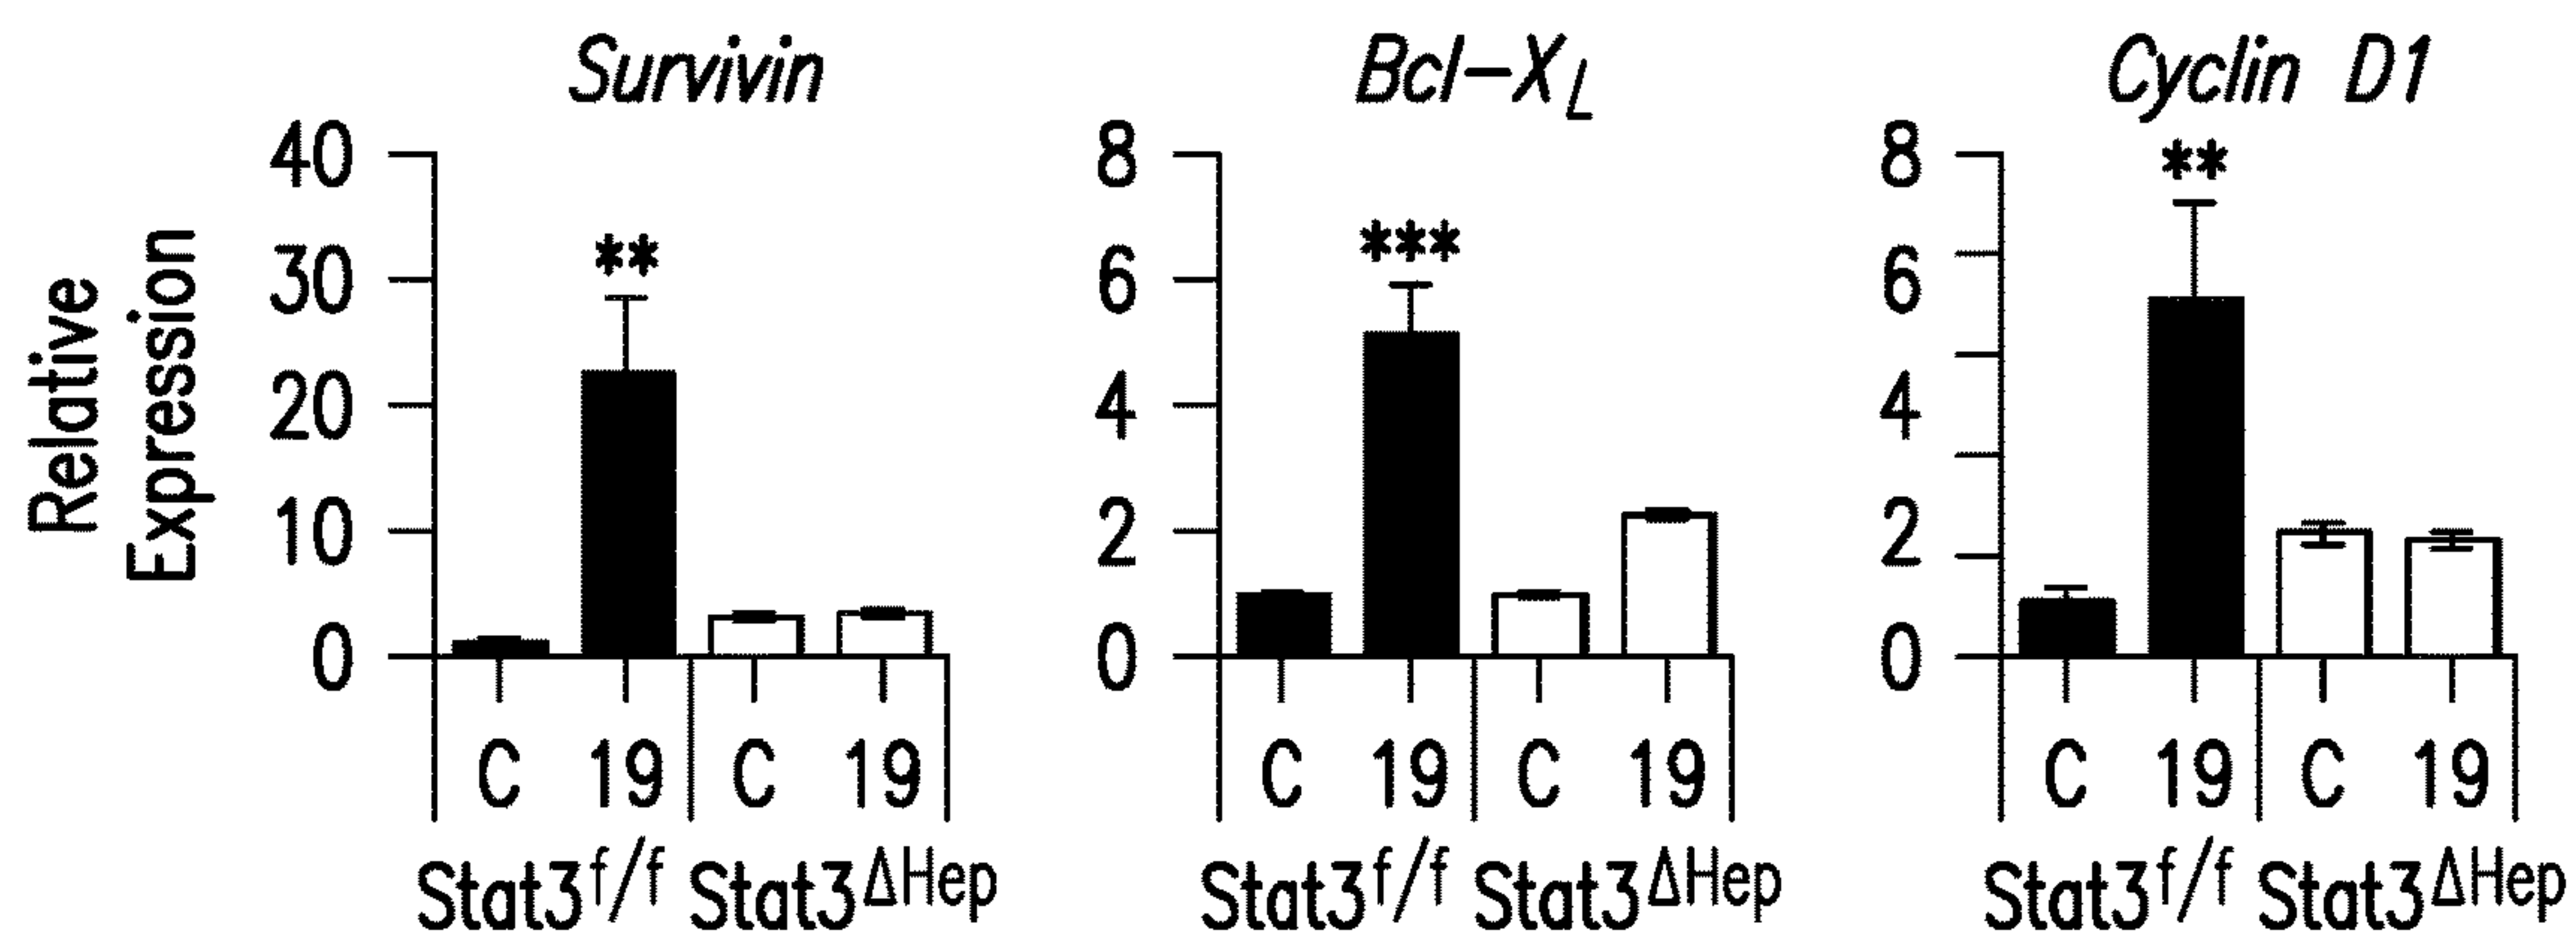 Survivin Bcl-XL Cyclin D1
40 8 8
** *** **
30 6 6
Relative Expression
20 4 4
10 2 2
0 0 0
C 19 C 19 C 19 C 19 C 19 C 19
Stat3f/f Stat3ΔHep Stat3f/f Stat3ΔHep Stat3f/f Stat3ΔHep